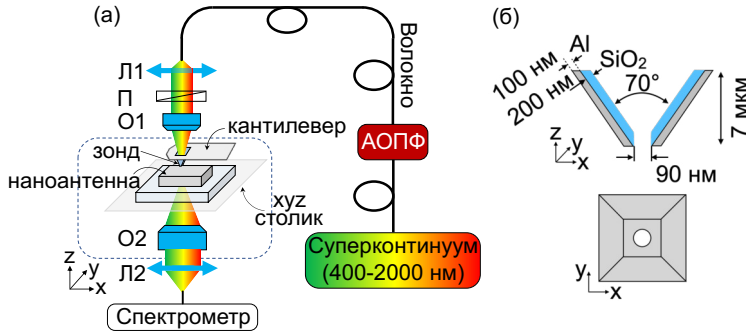 (а)
Л1
П
О1
кантилевер
зонд
наноантенна
xyz
столик
О2
Л2
z
y
x
Спектрометр
Волокно
АОПФ
Суперконтинуум
(400-2000 нм)
(б)
Al
SiO₂
100 нм
200 нм
70°
7 мкм
z
y
x
90 нм
y
x